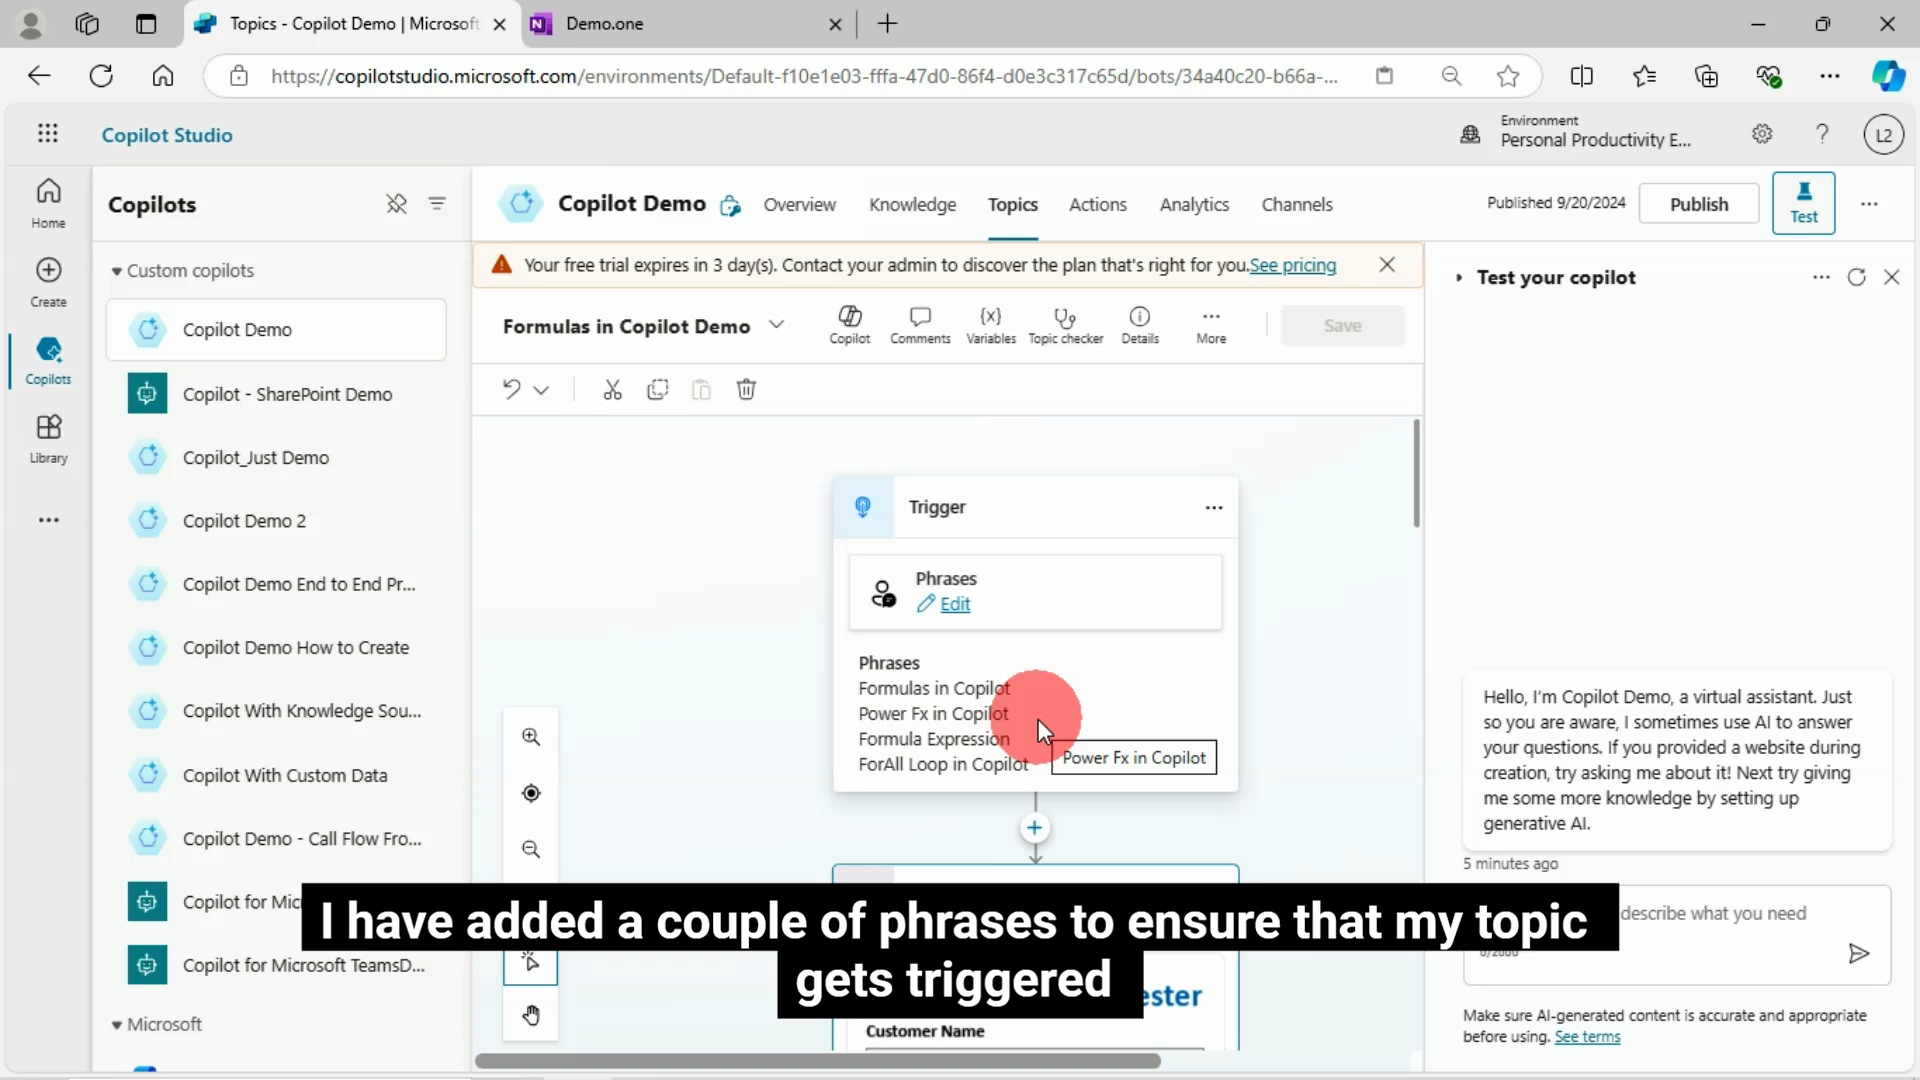 Topics - Copilot Demo | Microsoft
Demo.one
https://copilotstudio.microsoft.com/environments/Default-f10e1e03-fffa-47d0-86f4-d0e3c317c65d/bots/34a40c20-b66a-...
Copilot Studio
Environment
Personal Productivity E...
L2
Home
Create
Copilots
Library
Copilots
Custom copilots
Copilot Demo
Copilot - SharePoint Demo
Copilot_Just Demo
Copilot Demo 2
Copilot Demo End to End Pr...
Copilot Demo How to Create
Copilot With Knowledge Sou...
Copilot With Custom Data
Copilot Demo - Call Flow Fro...
Copilot for Mic
Copilot for Microsoft TeamsD...
Microsoft
Copilot Demo
Overview
Knowledge
Topics
Actions
Analytics
Channels
Published 9/20/2024
Publish
Test
Your free trial expires in 3 day(s). Contact your admin to discover the plan that's right for you.See pricing
Formulas in Copilot Demo
Copilot
Comments
Variables
Topic checker
Details
More
Save
Trigger
Phrases
Edit
Phrases
Formulas in Copilot
Power Fx in Copilot
Formula Expression
ForAll Loop in Copilot
Power Fx in Copilot
Customer Name
Test your copilot
Hello, I'm Copilot Demo, a virtual assistant. Just
so you are aware, I sometimes use AI to answer
your questions. If you provided a website during
creation, try asking me about it! Next try giving
me some more knowledge by setting up
generative AI.
5 minutes ago
describe what you need
0/2000
Make sure AI-generated content is accurate and appropriate
before using. See terms
I have added a couple of phrases to ensure that my topic
gets triggered